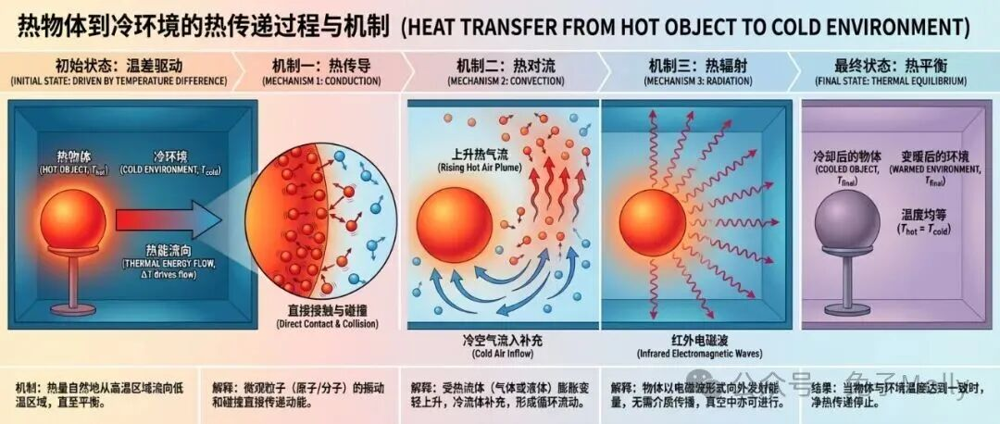 热物体到冷环境的热传递过程与机制 (HEAT TRANSFER FROM HOT OBJECT TO COLD ENVIRONMENT)
初始状态：温差驱动
(INITIAL STATE: DRIVEN BY TEMPERATURE DIFFERENCE)
机制一：热传导
(MECHANISM 1: CONDUCTION)
机制二：热对流
(MECHANISM 2: CONVECTION)
机制三：热辐射
(MECHANISM 3: RADIATION)
最终状态：热平衡
(FINAL STATE: THERMAL EQUILIBRIUM)
热物体
(HOT OBJECT, Thot)
冷环境
(COLD ENVIRONMENT, Tcold)
热能流向
(THERMAL ENERGY FLOW,
ΔT drives flow)
直接接触与碰撞
(Direct Contact & Collision)
上升热气流
(Rising Hot Air Plume)
冷空气流入补充
(Cold Air Inflow)
红外电磁波
(Infrared Electromagnetic Waves)
冷却后的物体
(COOLED OBJECT,
Tfinal)
变暖后的环境
(WARMED ENVIRONMENT,
Tfinal)
温度均等
(Thot = Tcold)
机制：热量自然地从高温区域流向低
温区域，直至平衡。
解释：微观粒子（原子/分子）的振动
和碰撞直接传递动能。
解释：受热流体（气体或液体）膨胀变
轻上升，冷流体补充，形成循环流动。
解释：物体以电磁波形式向外发射能
量，无需介质传播，真空中亦可进行。
结果：当物体与环境温度达到一致时，
净热传递停止。
公众号 · 兔子Molly